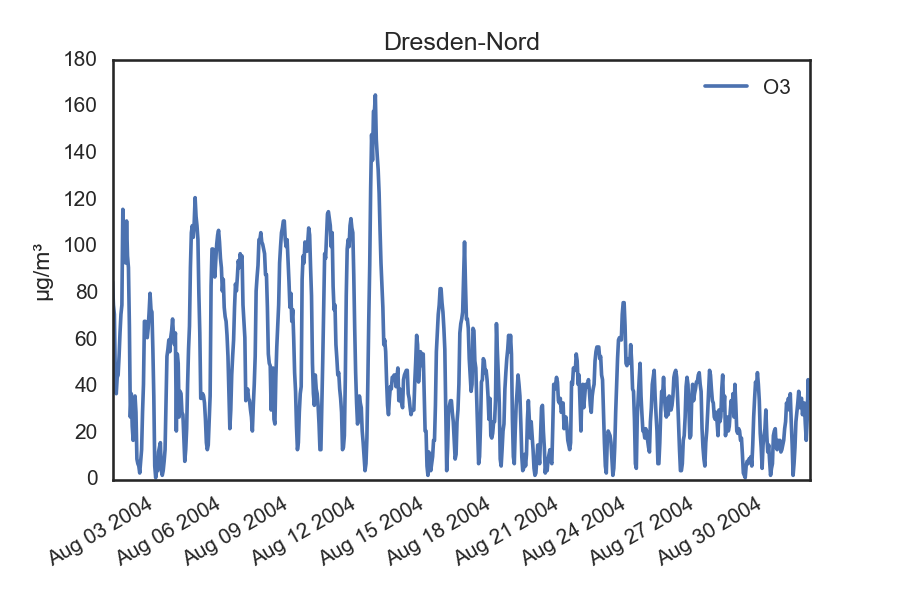 Dresden-Nord
O3
µg/m³
180
160
140
120
100
80
60
40
20
0
Aug 03 2004
Aug 06 2004
Aug 09 2004
Aug 12 2004
Aug 15 2004
Aug 18 2004
Aug 21 2004
Aug 24 2004
Aug 27 2004
Aug 30 2004